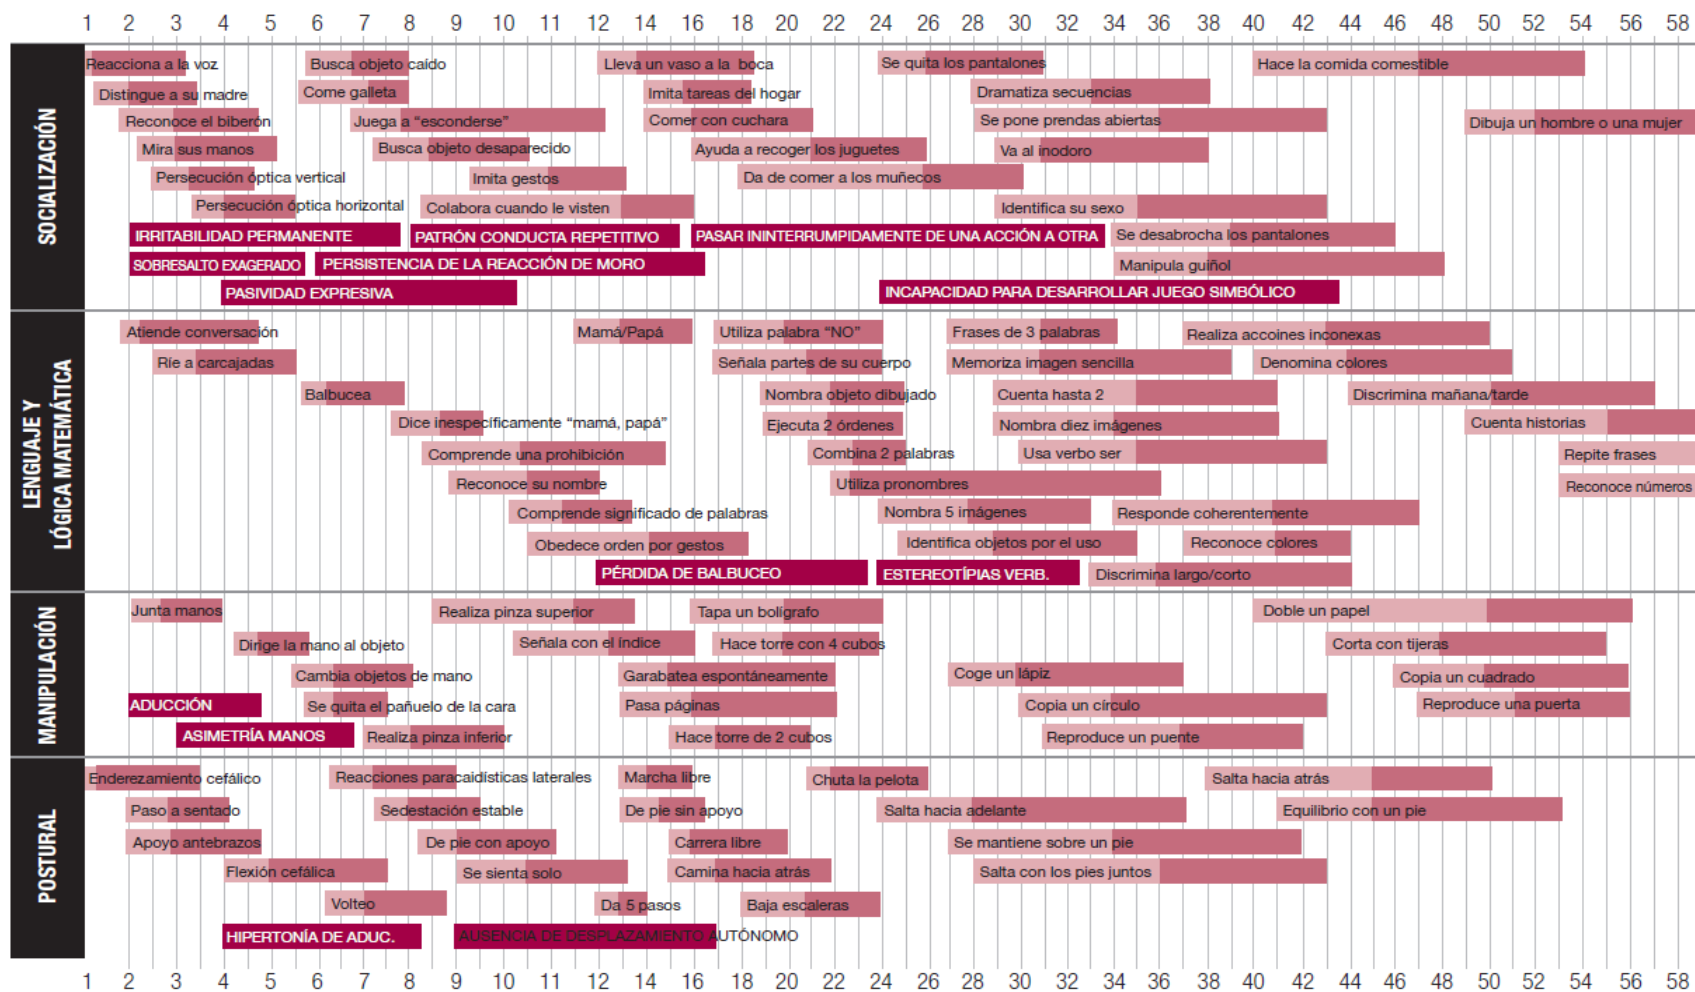 1 2 3 4 5 6 7 8 9 10 12 14 16 18 20 22 24 26 28 30 32 34 36 38 40 42 44 46 48 50 54 56 58
SOCIALIZACIÓN
Reacciona a la voz
Busca objeto caído
Lleva un vaso a la boca
Se quita los pantalones
Hace la comida comestible
Distingue a su madre
Come galleta
Imita tareas del hogar
Dramatiza secuencias
Reconoce el biberón
Juega a "esconderse"
Comer con cuchara
Se pone prendas abiertas
Dibuja un hombre o una mujer
Mira sus manos
Busca objeto desaparecido
Ayuda a recoger los juguetes
Va al inodoro
Persecución óptica vertical
Imita gestos
Da de comer a los muñecos
Persecución óptica horizontal
Colabora cuando le visten
Identifica su sexo
IRRITABILIDAD PERMANENTE
PATRÓN CONDUCTA REPETITIVO
PASAR ININTERRUMPIDAMENTE DE UNA ACCIÓN A OTRA
Se desabrocha los pantalones
SOBRESALTO EXAGERADO
PERSISTENCIA DE LA REACCIÓN DE MORO
Manipula guiñol
PASIVIDAD EXPRESIVA
INCAPACIDAD PARA DESARROLLAR JUEGO SIMBÓLICO
LENGUAJE Y
LÓGICA MATEMÁTICA
Atiende conversación
Mamá/Papá
Utiliza palabra "NO"
Frases de 3 palabras
Realiza accoines inconexas
Ríe a carcajadas
Señala partes de su cuerpo
Memoriza imagen sencilla
Denomina colores
Balbucea
Nombra objeto dibujado
Cuenta hasta 2
Discrimina mañana/tarde
Dice inespecíficamente "mamá, papá"
Ejecuta 2 órdenes
Nombra diez imágenes
Cuenta historias
Comprende una prohibición
Combina 2 palabras
Usa verbo ser
Repite frases
Reconoce su nombre
Utiliza pronombres
Reconoce números
Comprende significado de palabras
Nombra 5 imágenes
Responde coherentemente
Obedece orden por gestos
Identifica objetos por el uso
Reconoce colores
PÉRDIDA DE BALBUCEO
ESTEREOTÍPIAS VERB.
Discrimina largo/corto
MANIPULACIÓN
Junta manos
Realiza pinza superior
Tapa un bolígrafo
Doble un papel
Dirige la mano al objeto
Señala con el índice
Hace torre con 4 cubos
Corta con tijeras
Cambia objetos de mano
Garabatea espontáneamente
Coge un lápiz
Copia un cuadrado
ADUCCIÓN
Se quita el pañuelo de la cara
Pasa páginas
Copia un círculo
Reproduce una puerta
ASIMETRÍA MANOS
Realiza pinza inferior
Hace torre de 2 cubos
Reproduce un puente
POSTURAL
Enderezamiento cefálico
Reacciones paracaidísticas laterales
Marcha libre
Chuta la pelota
Salta hacia atrás
Paso a sentado
Sedestación estable
De pie sin apoyo
Salta hacia adelante
Equilibrio con un pie
Apoyo antebrazos
De pie con apoyo
Carrera libre
Se mantiene sobre un pie
Flexión cefálica
Se sienta solo
Camina hacia atrás
Salta con los pies juntos
Volteo
Da 5 pasos
Baja escaleras
HIPERTONÍA DE ADUC.
AUSENCIA DE DESPLAZAMIENTO AUTÓNOMO
1 2 3 4 5 6 7 8 9 10 12 14 16 18 20 22 24 26 28 30 32 34 36 38 40 42 44 46 48 50 54 56 58